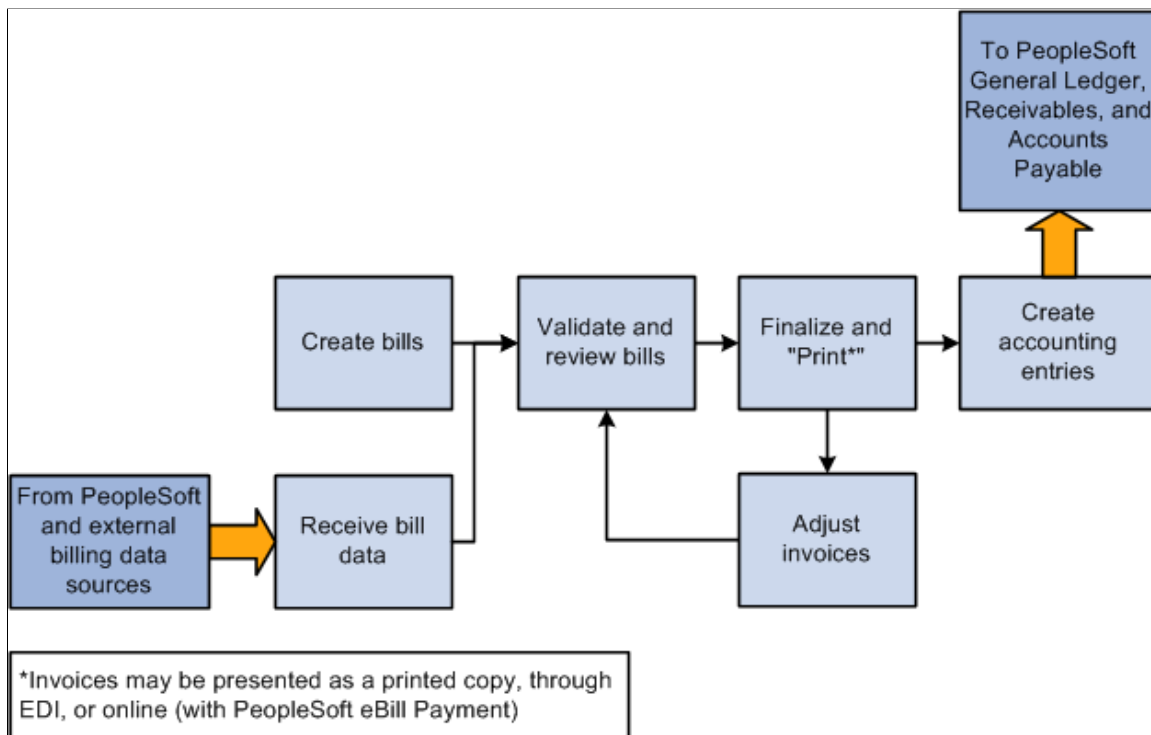 To PeopleSoft
General Ledger,
Receivables, and
Accounts
Payable
Create bills
Validate and
review bills
Finalize and
"Print*"
Create
accounting
entries
From PeopleSoft
and external
billing data
sources
Receive bill
data
Adjust
invoices
*Invoices may be presented as a printed copy, through
EDI, or online (with PeopleSoft eBill Payment)